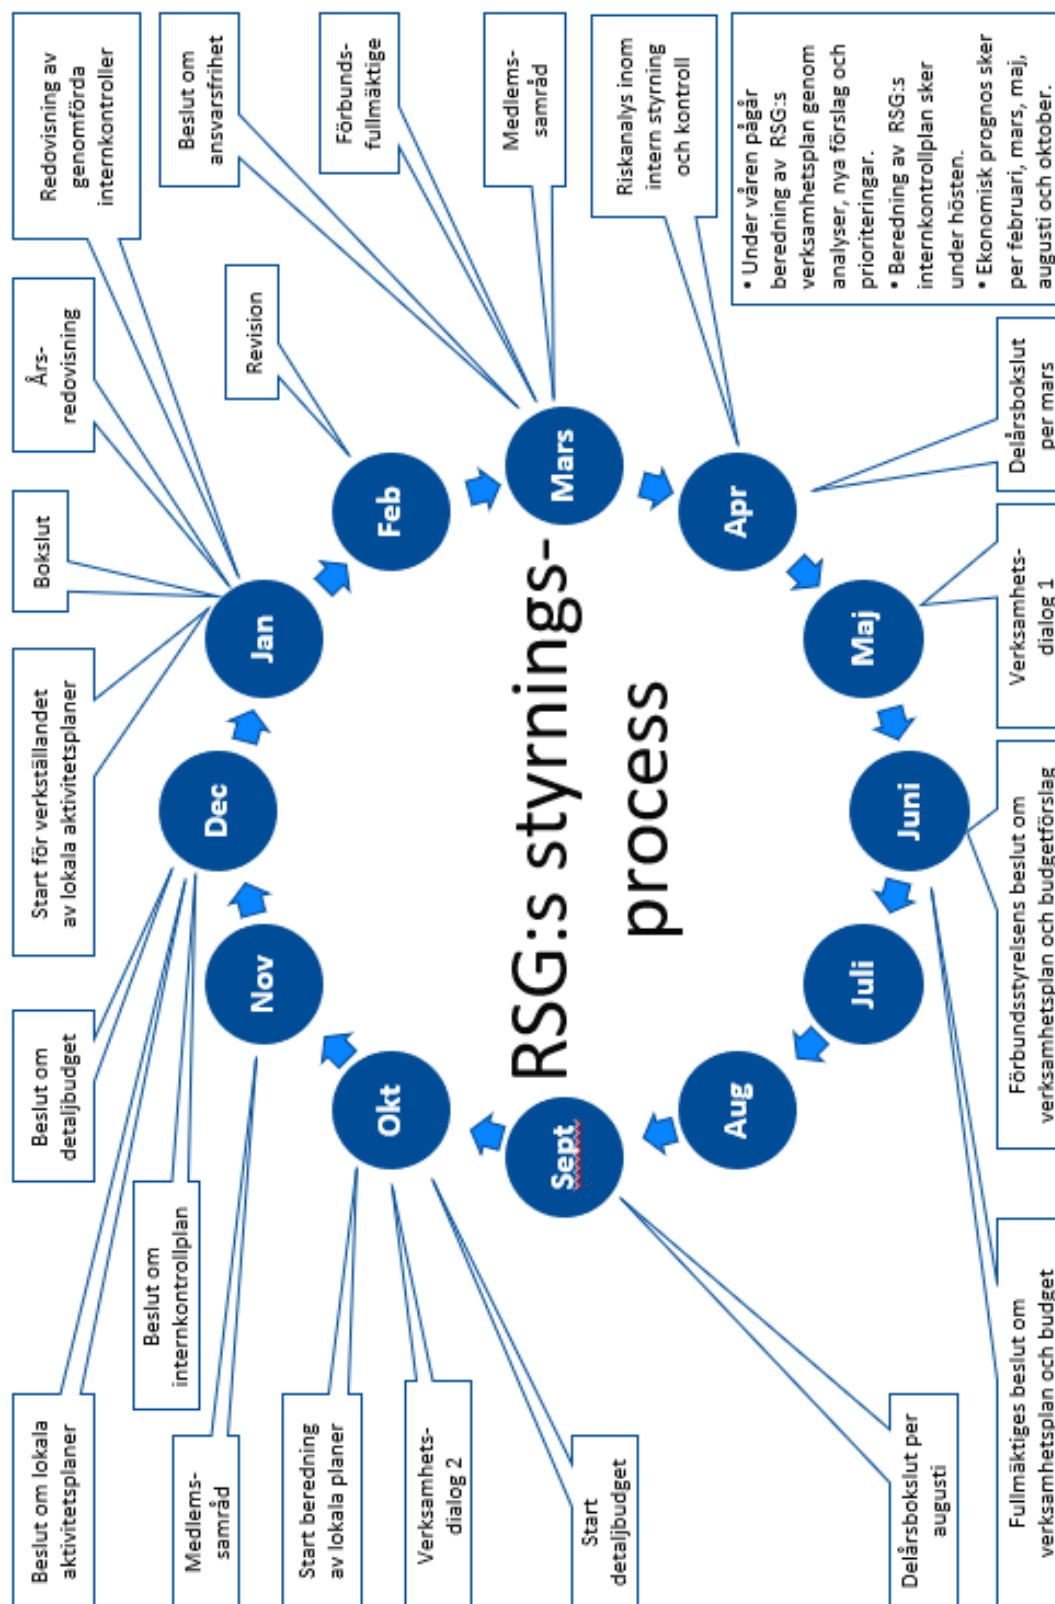 Beslut om lokala
aktivitetsplaner
Beslut om
detaljbudget
Start för verkställandet
av lokala aktivitetsplaner
Bokslut
Års-
redovisning
Redovisning av
genomförda
internkontroller
Beslut om
internkontrollplan
Medlems-
samråd
Revision
Beslut om
ansvarsfrihet
Start beredning
av lokala planer
Förbunds-
fullmäktige
Verksamhets-
dialog 2
Medlems-
samråd
Start
detaljbudget
Riskanalys inom
intern styrning
och kontroll
Dec
Nov
Jan
Okt
Feb
Sept
Mars
RSG:s styrnings-
process
Aug
Apr
Juli
Maj
Juni
• Under våren pågår
beredning av RSG:s
verksamhetsplan genom
analyser, nya förslag och
prioriteringar.
• Beredning av RSG:s
internkontrollplan sker
under hösten.
• Ekonomisk prognos sker
per februari, mars, maj,
augusti och oktober.
Delårsbokslut per
augusti
Fullmäktiges beslut om
verksamhetsplan och budget
Förbundsstyrelsens beslut om
verksamhetsplan och budgetförslag
Verksamhets-
dialog 1
Delårsbokslut
per mars